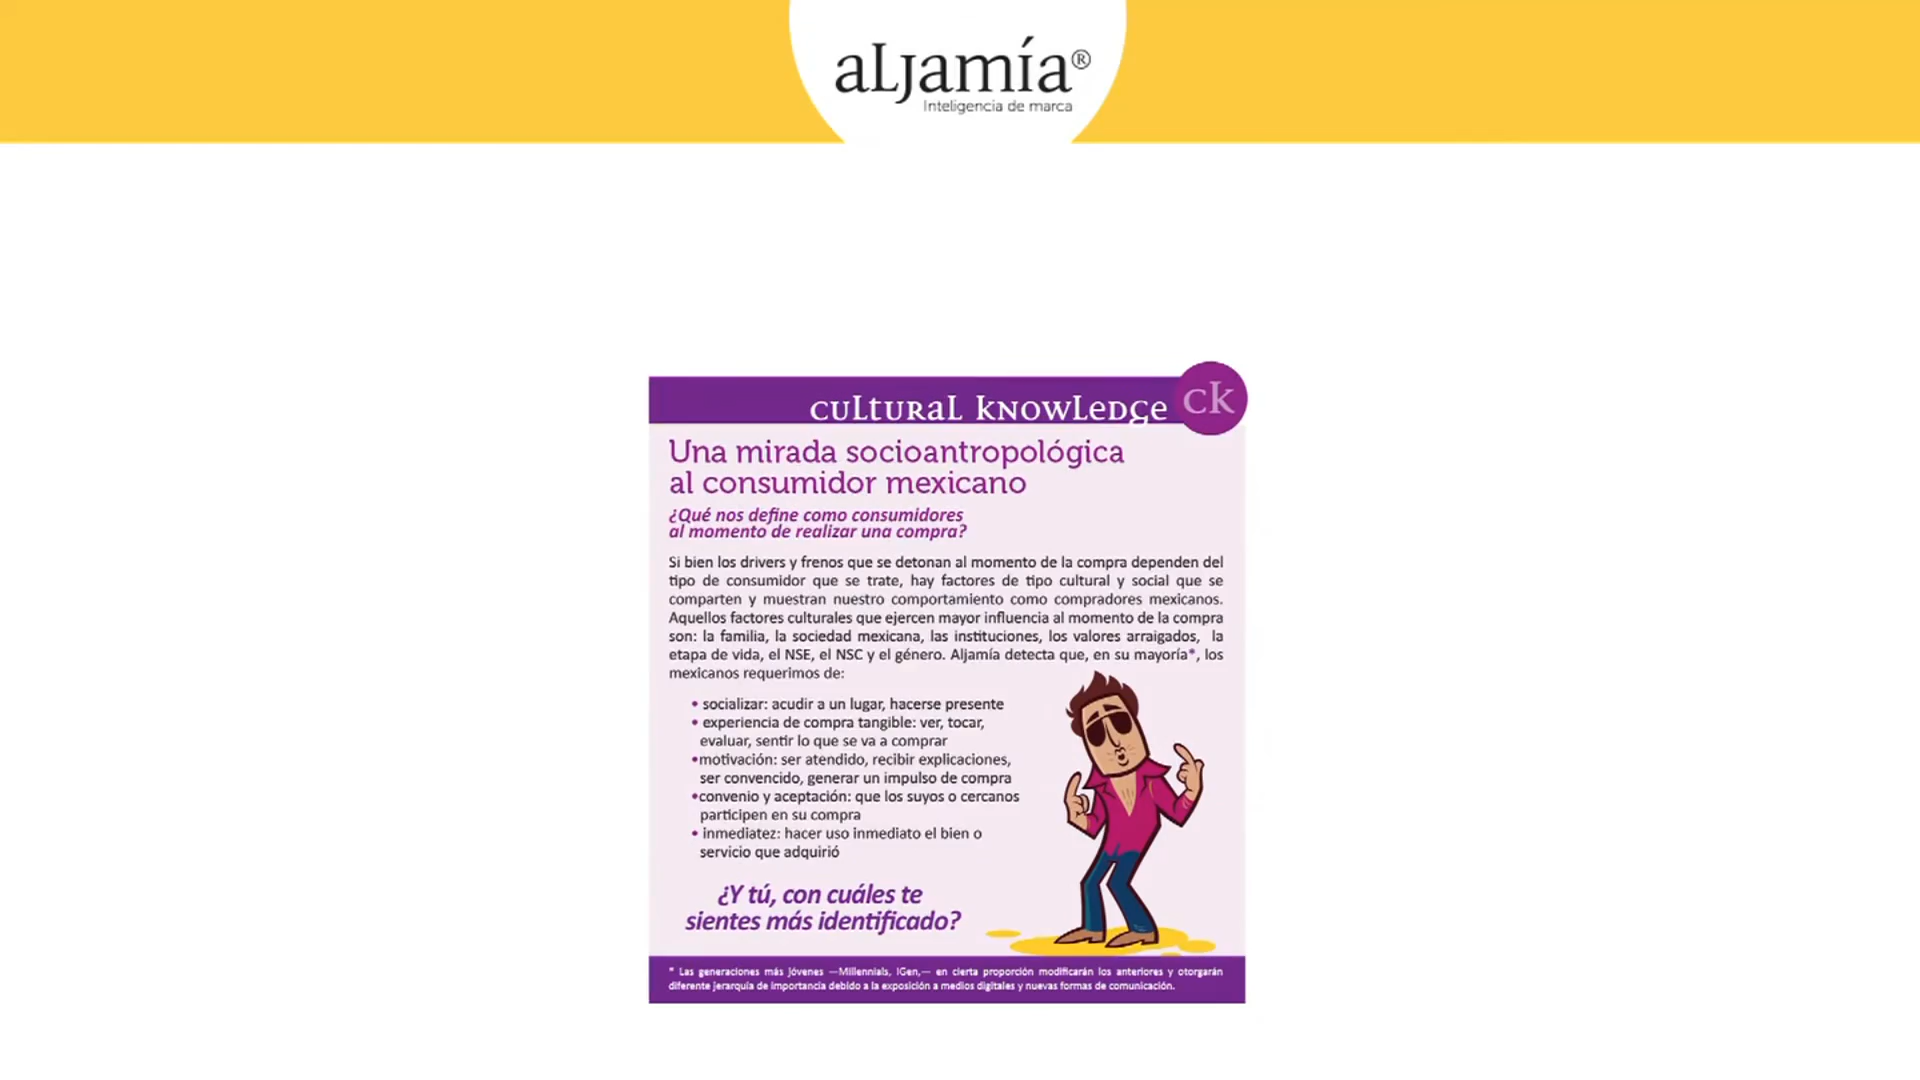 aLjamía®
Inteligencia de marca
cultural knowledge
ck
Una mirada socioantropológica
al consumidor mexicano
¿Qué nos define como consumidores
al momento de realizar una compra?
Si bien los drivers y frenos que se detonan al momento de la compra dependen del
tipo de consumidor que se trate, hay factores de tipo cultural y social que se
comparten y muestran nuestro comportamiento como compradores mexicanos.
Aquellos factores culturales que ejercen mayor influencia al momento de la compra
son: la familia, la sociedad mexicana, las instituciones, los valores arraigados, la
etapa de vida, el NSE, el NSC y el género. Aljamía detecta que, en su mayoría*, los
mexicanos requerimos de:
• socializar: acudir a un lugar, hacerse presente
• experiencia de compra tangible: ver, tocar,
evaluar, sentir lo que se va a comprar
•motivación: ser atendido, recibir explicaciones,
ser convencido, generar un impulso de compra
•convenio y aceptación: que los suyos o cercanos
participen en su compra
• inmediatez: hacer uso inmediato el bien o
servicio que adquirió
¿Y tú, con cuáles te
sientes más identificado?
* Las generaciones más jóvenes —Millennials, IGen,— en cierta proporción modificarán los anteriores y otorgarán
diferente jerarquía de importancia debido a la exposición a medios digitales y nuevas formas de comunicación.